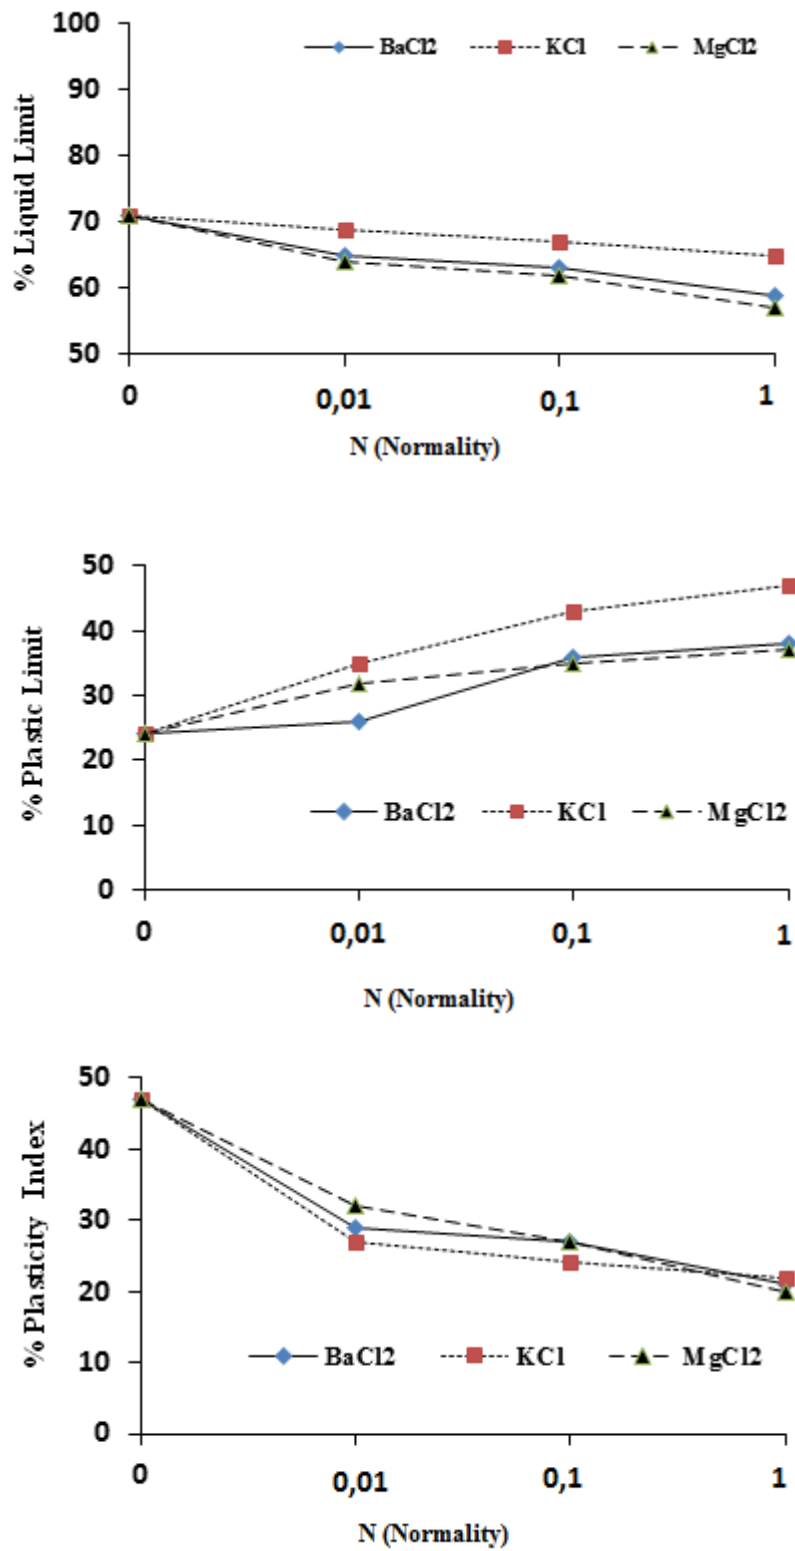 100
BaCl2 KCl MgCl2
90
80
70
60
50
% Liquid Limit
0 0,01 0,1 1
N (Normality)
50
40
30
20
10
0
% Plastic Limit
BaCl2 KCl MgCl2
0 0,01 0,1 1
N (Normality)
50
40
30
20
10
0
% Plasticity Index
BaCl2 KCl MgCl2
0 0,01 0,1 1
N (Normality)